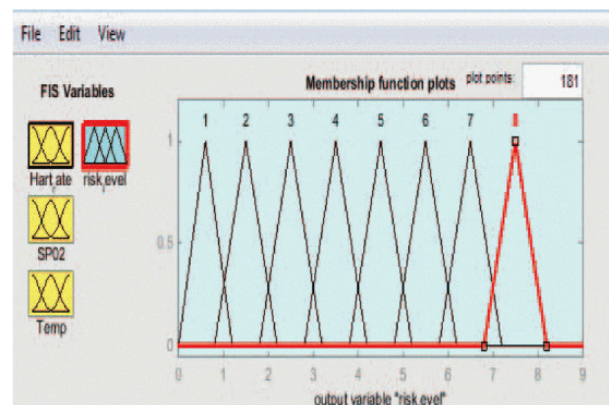 File Edit View
FIS Variables
Membership function plots plot points: 181
Hart,ate risk,evel
SP02
Temp
1 2 3 4 5 6 7 8
1
0.5
0
0 1 2 3 4 5 6 7 8 9
output variable "risk,evel"